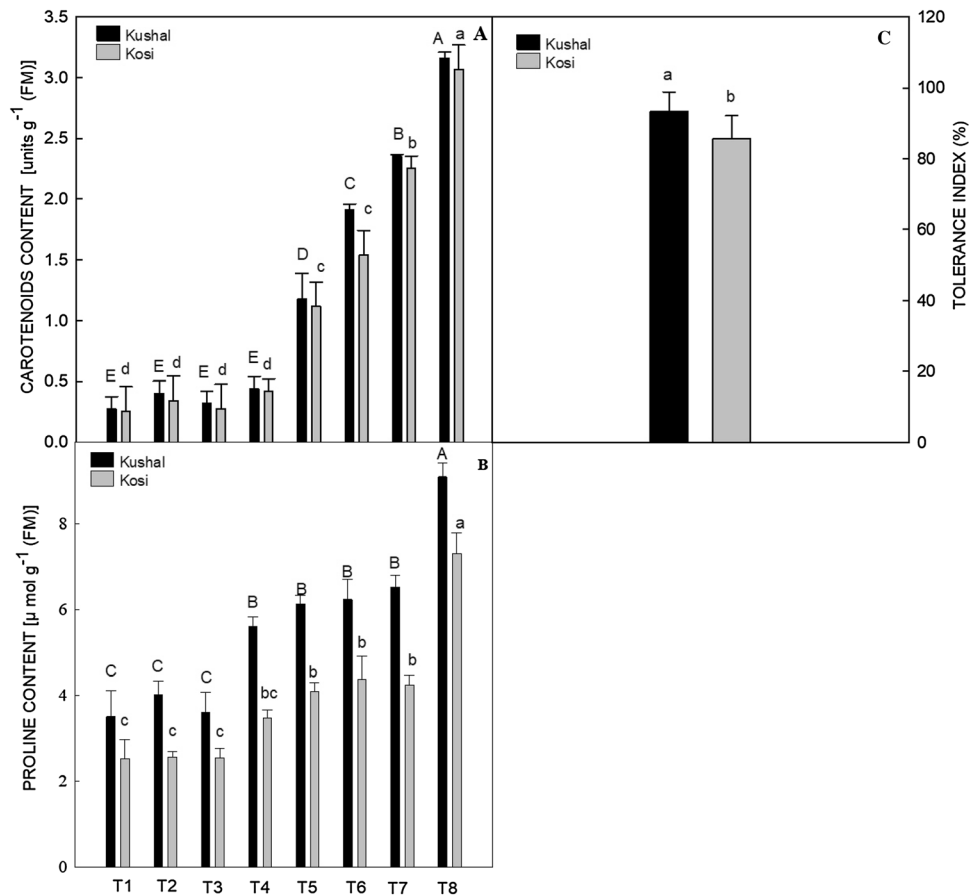 3.5
3.0
2.5
2.0
1.5
1.0
0.5
0.0
CAROTENOIDS CONTENT [units g-1 (FM)]
Kushal
Kosi
A
E d
E d
E d
E d
D c
C c
B b
A a
120
100
80
60
40
20
0
TOLERANCE INDEX (%)
Kushal
Kosi
C
a
b
8
6
4
2
0
PROLINE CONTENT [µ mol g-1 (FM)]
Kushal
Kosi
B
C c
C c
C c
B bc
B b
B b
B b
A a
T1 T2 T3 T4 T5 T6 T7 T8